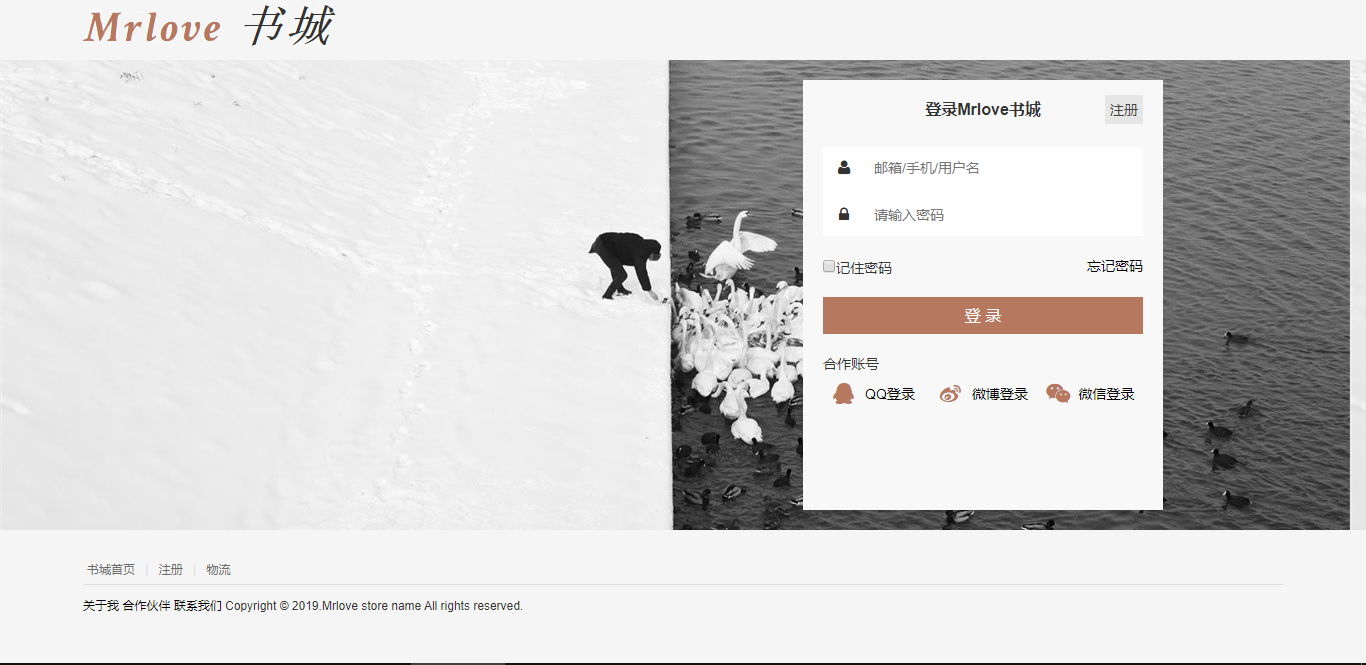 Mrlove 书城
登录Mrlove书城 注册
邮箱/手机/用户名
请输入密码
记住密码 忘记密码
登 录
合作账号
QQ登录 微博登录 微信登录
书城首页 | 注册 | 物流
关于我 合作伙伴 联系我们 Copyright © 2019.Mrlove store name All rights reserved.